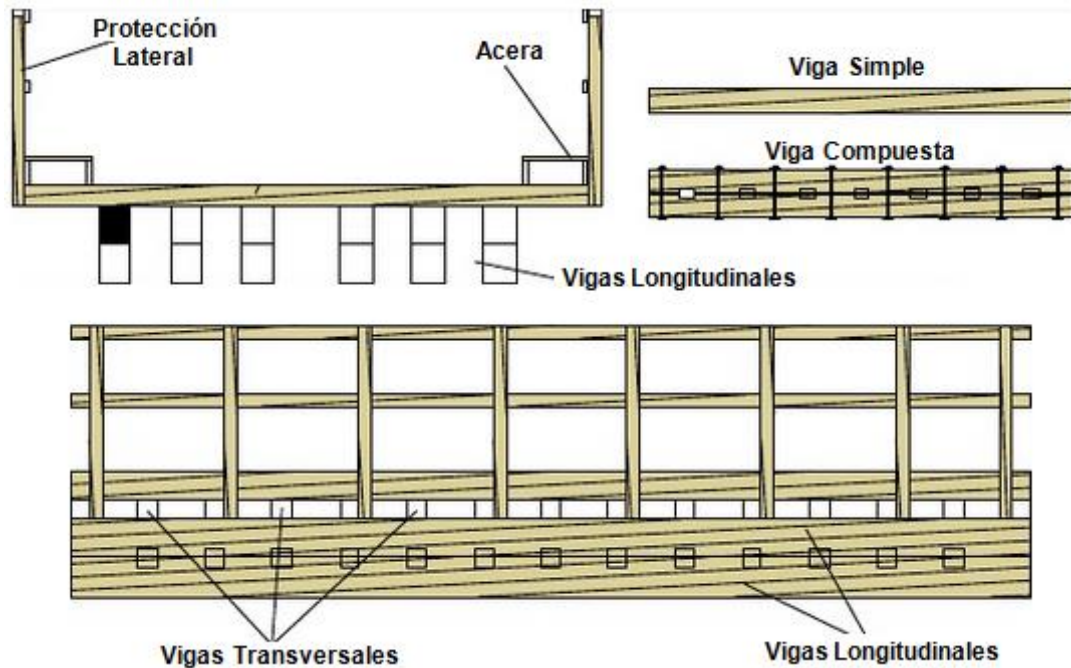 Protección
Lateral
Acera
Viga Simple
Viga Compuesta
Vigas Longitudinales
Vigas Transversales
Vigas Longitudinales